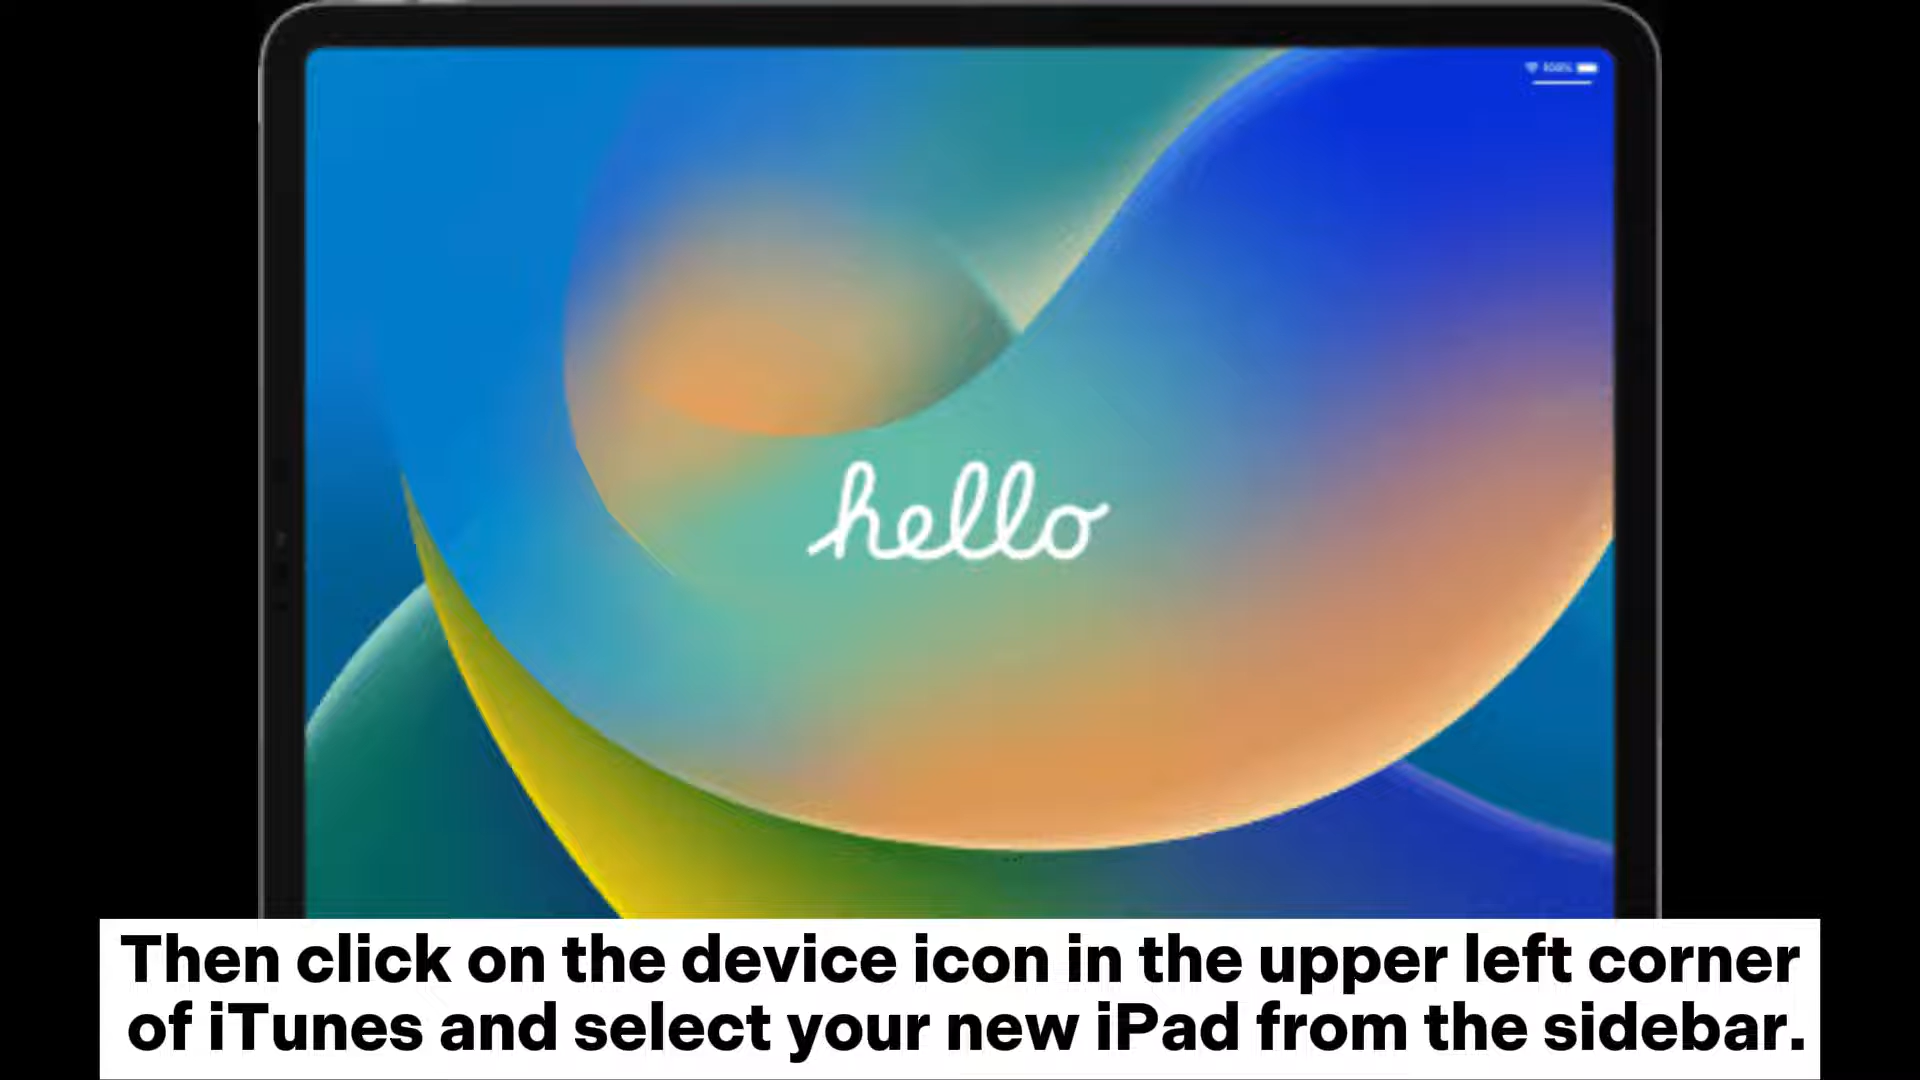 100%
hello
Then click on the device icon in the upper left corner
of iTunes and select your new iPad from the sidebar.